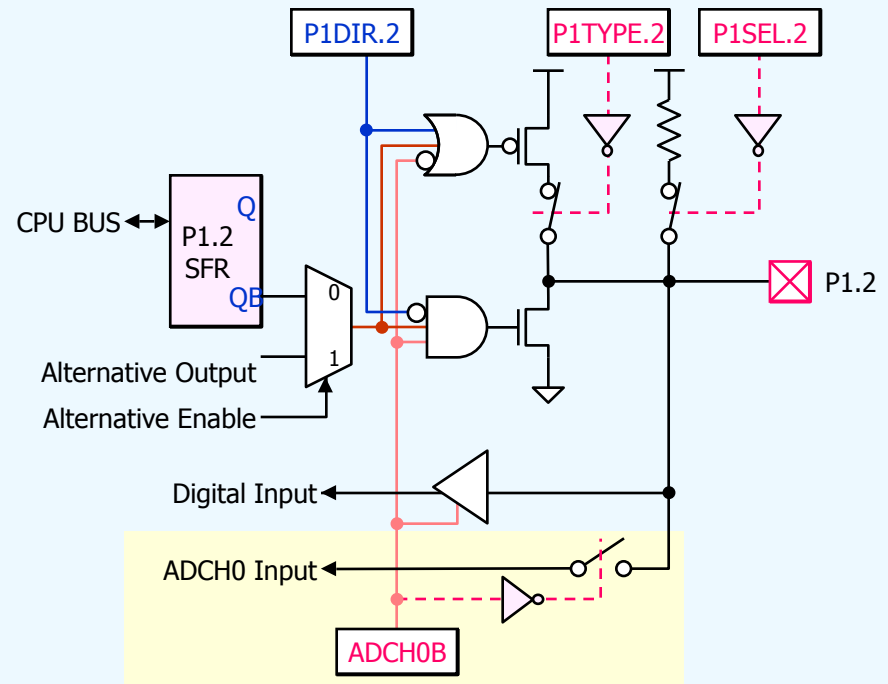 P1DIR.2
P1TYPE.2
P1SEL.2
CPU BUS
Q
P1.2
SFR
QB
0
1
P1.2
Alternative Output
Alternative Enable
Digital Input
ADCH0 Input
ADCH0B